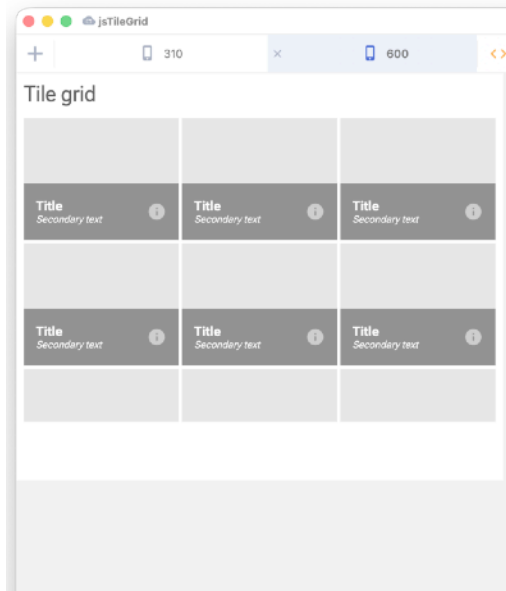 jsTileGrid
310
600
Tile grid
Title Title Title
Secondary text Secondary text Secondary text
Title Title Title
Secondary text Secondary text Secondary text